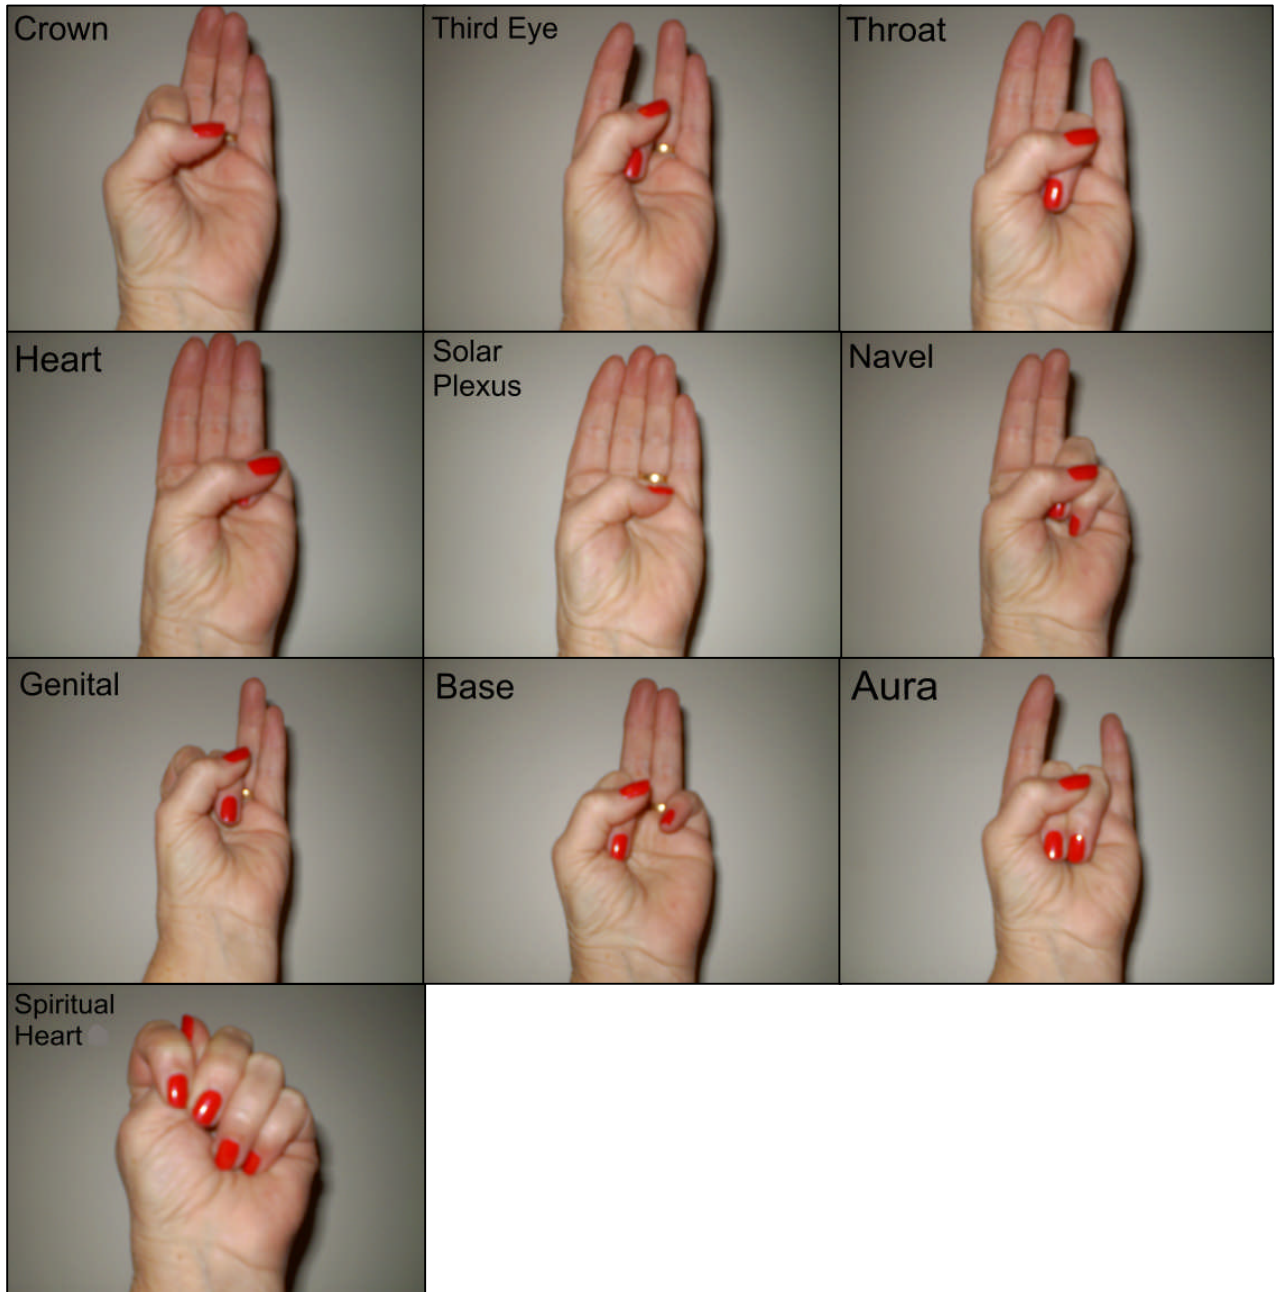 Crown
Third Eye
Throat
Heart
Solar
Plexus
Navel
Genital
Base
Aura
Spiritual
Heart